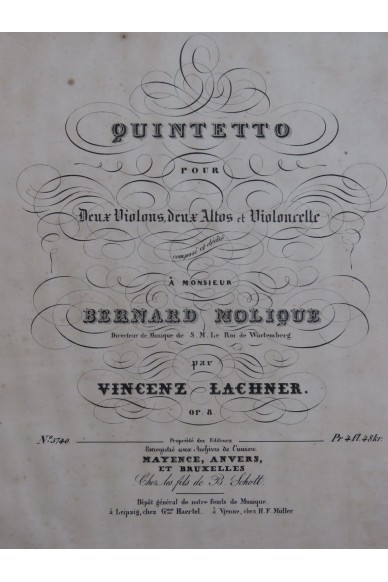 QUINTETTO
POUR
Deux Violons, deux Altos et Violoncelle
composé et dédié
À MONSIEUR
BERNARD MOLIQUE
Directeur de Musique de S. M. Le Roi de Würtemberg
par
VINCENZ LACHNER.
op. 8
No. 5740
Pr 4 fl. 48 kr.
Propriété des Editeurs
Enregistré aux Archives de l'union
MAYENCE, ANVERS,
ET BRUXELLES
Chez les fils de B. Schott.
Dépôt général de notre fonds de Musique
à Leipzig, chez Gme Haertel. à Vienne, chez H. F. Müller